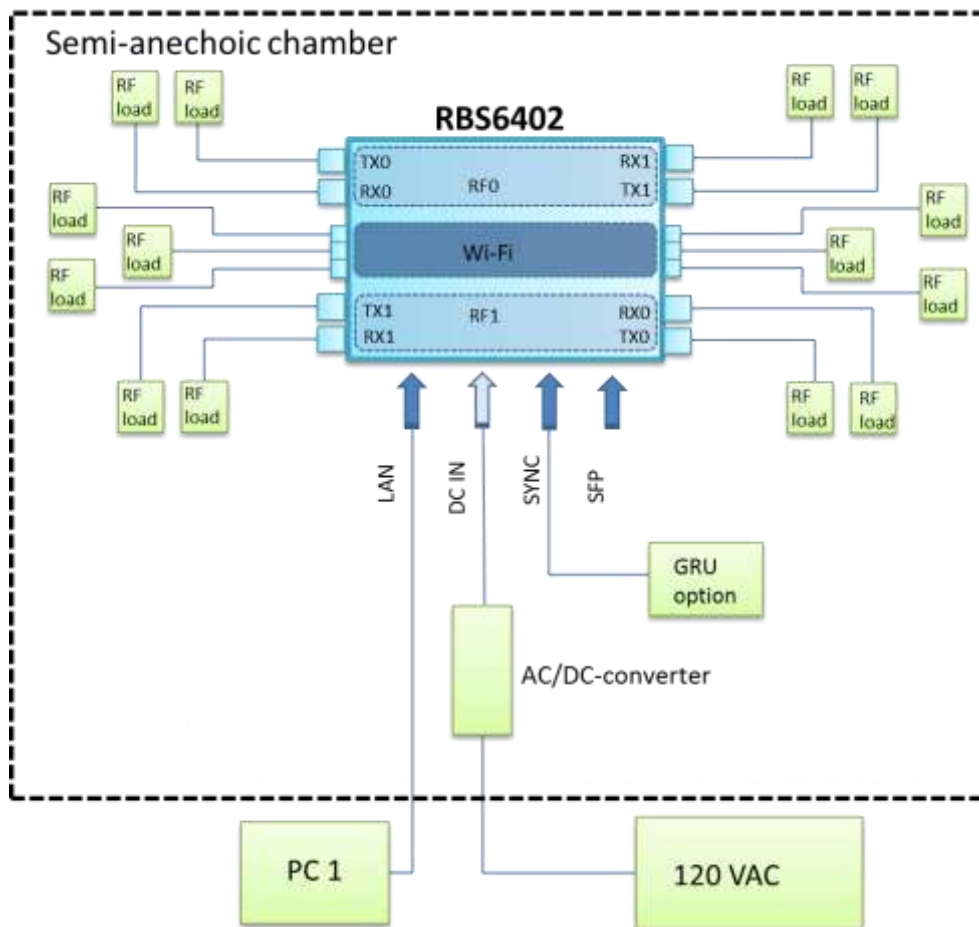 Semi-anechoic chamber
RF
load
RF
load
RBS6402
RF
load
RF
load
TX0
RX0
RF0
RX1
TX1
RF
load
RF
load
RF
load
Wi-Fi
RF
load
RF
load
RF
load
TX1
RX1
RF1
RX0
TX0
RF
load
RF
load
RF
load
RF
load
LAN
DC IN
SYNC
SFP
GRU
option
AC/DC-converter
PC 1
120 VAC